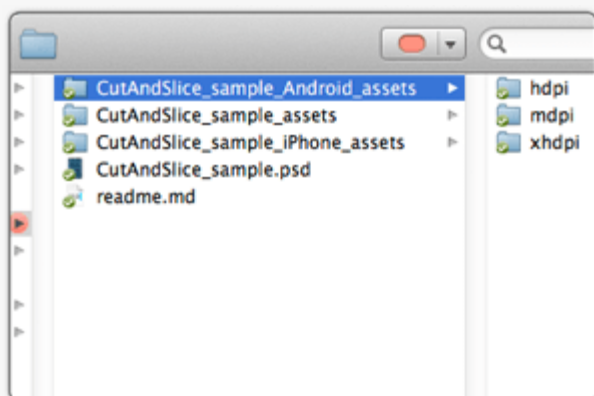 CutAndSlice_sample_Android_assets
CutAndSlice_sample_assets
CutAndSlice_sample_iPhone_assets
CutAndSlice_sample.psd
readme.md
hdpi
mdpi
xhdpi